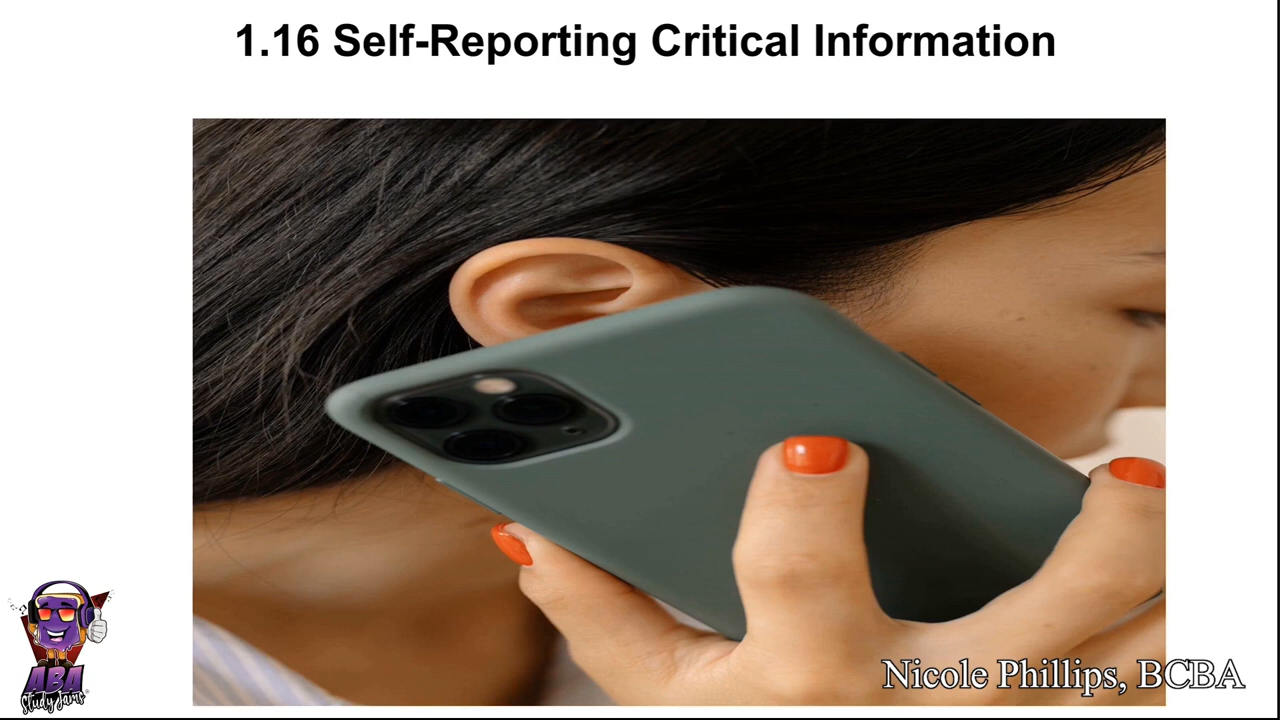 1.16 Self-Reporting Critical Information
Nicole Phillips, BCBA
ABA
Study Jams